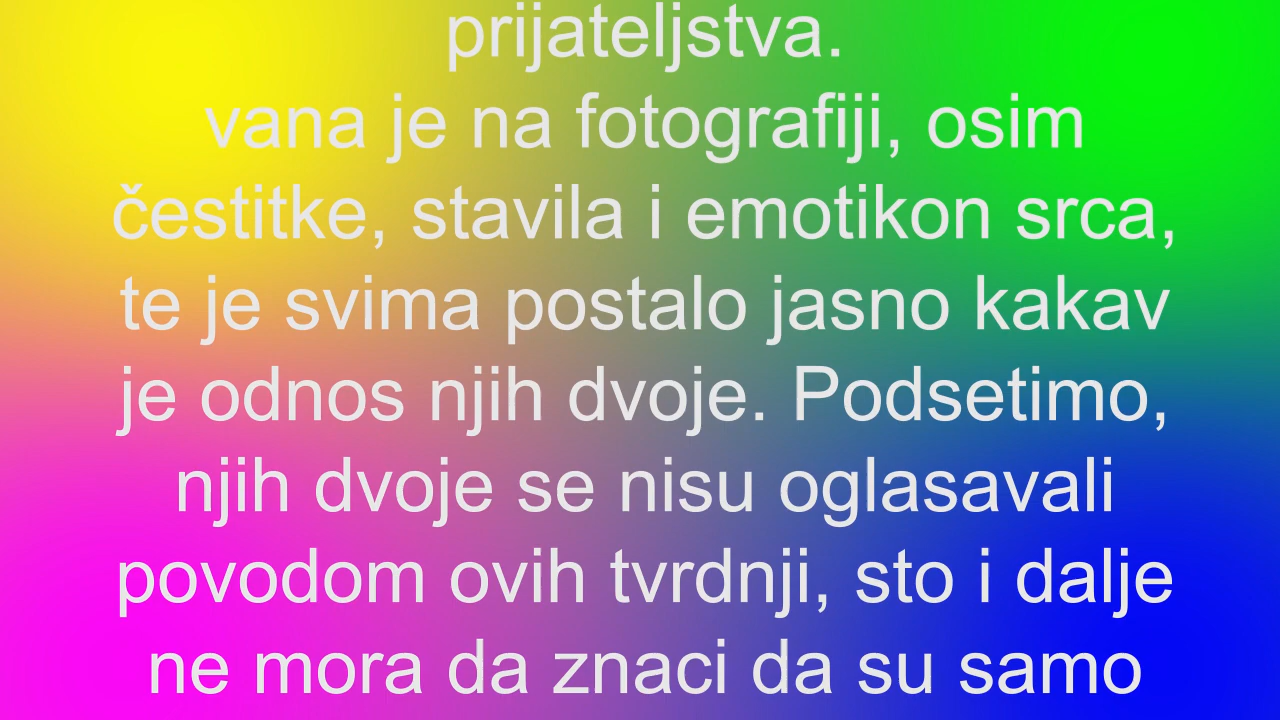 prijateljstva.
vana je na fotografiji, osim
čestitke, stavila i emotikon srca,
te je svima postalo jasno kakav
je odnos njih dvoje. Podsetimo,
njih dvoje se nisu oglasavali
povodom ovih tvrdnji, sto i dalje
ne mora da znaci da su samo